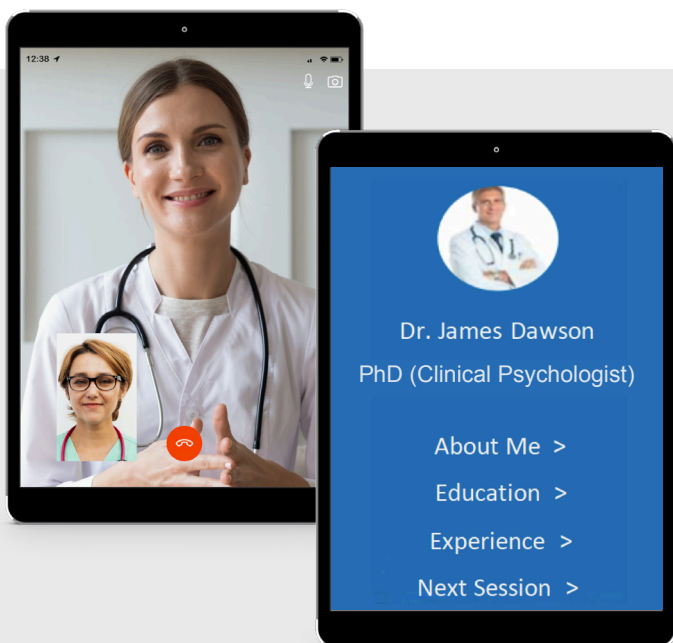 12:38
Dr. James Dawson
PhD (Clinical Psychologist)
About Me >
Education >
Experience >
Next Session >